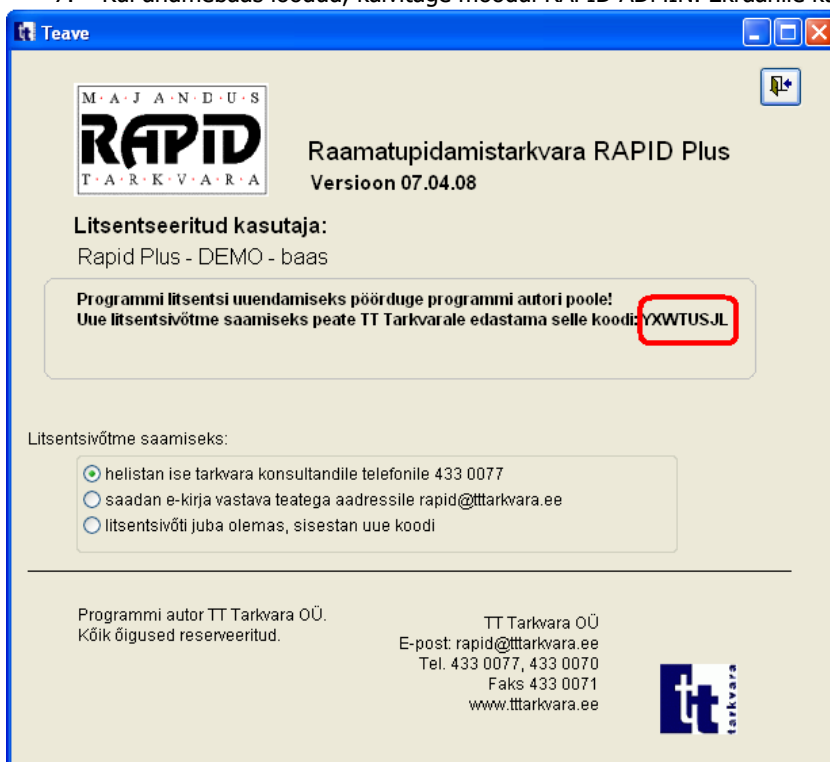 Teave
M·A·J·A·N·D·U·S
RAPID
T·A·R·K·V·A·R·A
Raamatupidamistarkvara RAPID Plus
Versioon 07.04.08
Litsentseeritud kasutaja:
Rapid Plus - DEMO - baas
Programmi litsentsi uuendamiseks pöörduge programmi autori poole!
Uue litsentsivõtme saamiseks peate TT Tarkvarale edastama selle koodi: YXWTUSJL
Litsentsivõtme saamiseks:
helistan ise tarkvara konsultandile telefonile 433 0077
saadan e-kirja vastava teatega aadressile rapid@tttarkvara.ee
litsentsivõti juba olemas, sisestan uue koodi
Programmi autor TT Tarkvara OÜ.
Kõik õigused reserveeritud.
TT Tarkvara OÜ
E-post: rapid@tttarkvara.ee
Tel. 433 0077, 433 0070
Faks 433 0071
www.tttarkvara.ee
tt
tarkvara